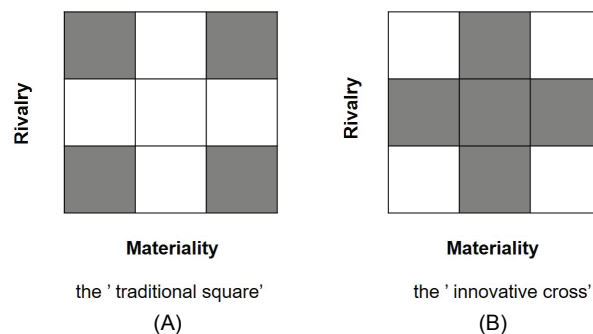 Rivalry
Rivalry
Materiality
Materiality
the ’ traditional square’
the ’ innovative cross’
(A)
(B)